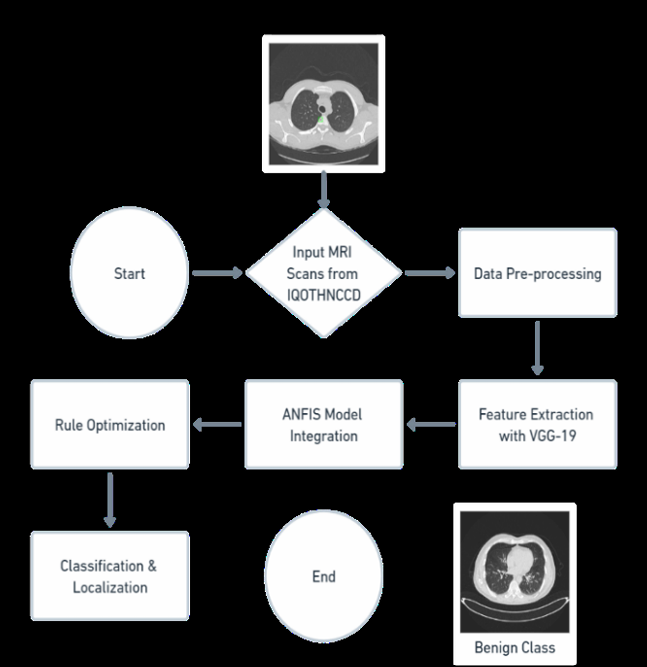 Start
Input MRI
Scans from
IQOTHNCCD
Data Pre-processing
Feature Extraction
with VGG-19
ANFIS Model
Integration
Rule Optimization
Classification &
Localization
End
Benign Class